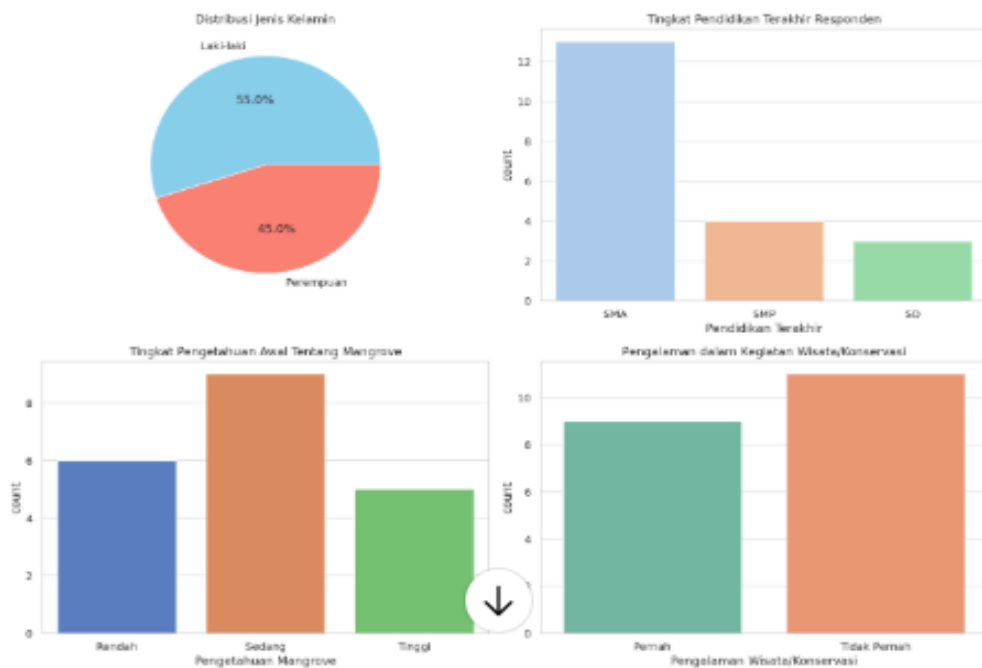 Distribusi Jenis Kelamin
Laki-laki
55.0%
45.0%
Perempuan
Tingkat Pendidikan Terakhir Responden
12
10
8
6
4
2
0
count
SMA
SMP
SD
Pendidikan Terakhir
Tingkat Pengetahuan Awal Tentang Mangrove
8
6
4
2
0
count
Rendah
Sedang
Tinggi
Pengetahuan Mangrove
Pengalaman dalam Kegiatan Wisata/Konservasi
10
8
6
4
2
0
count
Pernah
Tidak Pernah
Pengalaman Wisata/Konservasi